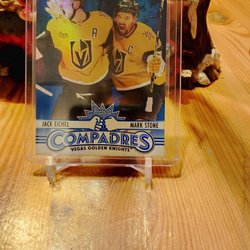 A
C
JACK EICHEL MARK STONE
COMPADRES
VEGAS GOLDEN KNIGHTS